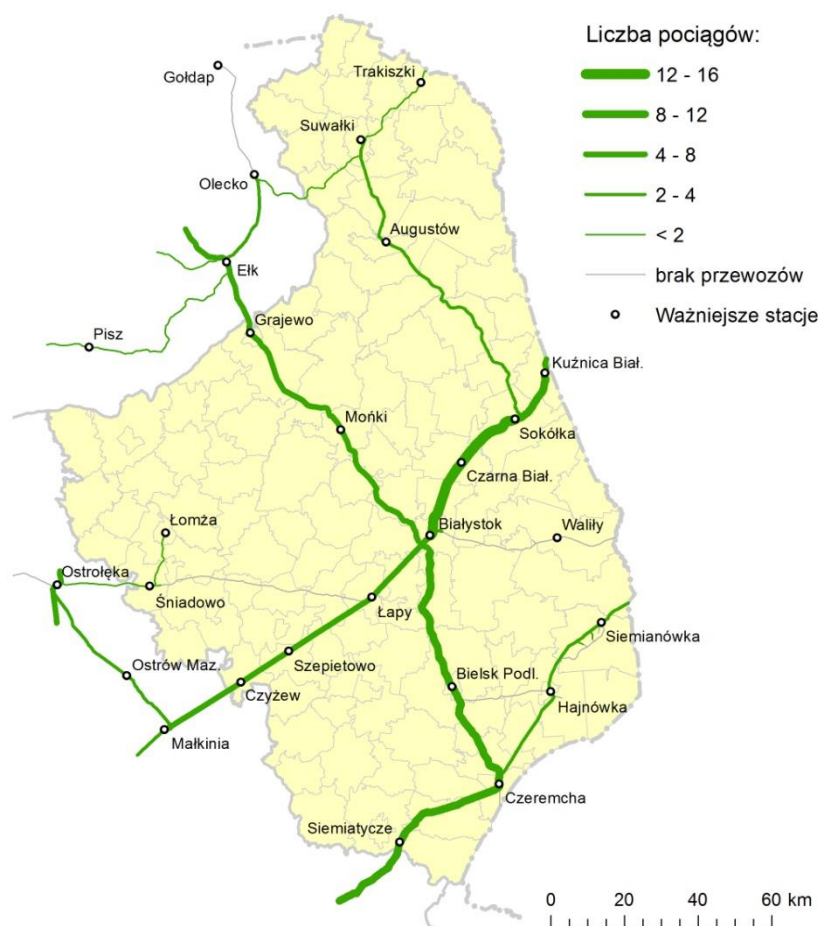 Liczba pociągów:
12 - 16
8 - 12
4 - 8
2 - 4
< 2
brak przewozów
Ważniejsze stacje
Gołdap
Trakiszki
Suwałki
Olecko
Augustów
Ełk
Pisz
Grajewo
Kuźnica Biał.
Mońki
Sokółka
Czarna Biał.
Łomża
Białystok
Waliły
Ostrołęka
Śniadowo
Łapy
Siemianówka
Ostrów Maz.
Szepietowo
Bielsk Podl.
Czyżew
Hajnówka
Małkinia
Czeremcha
Siemiatycze
0 20 40 60 km